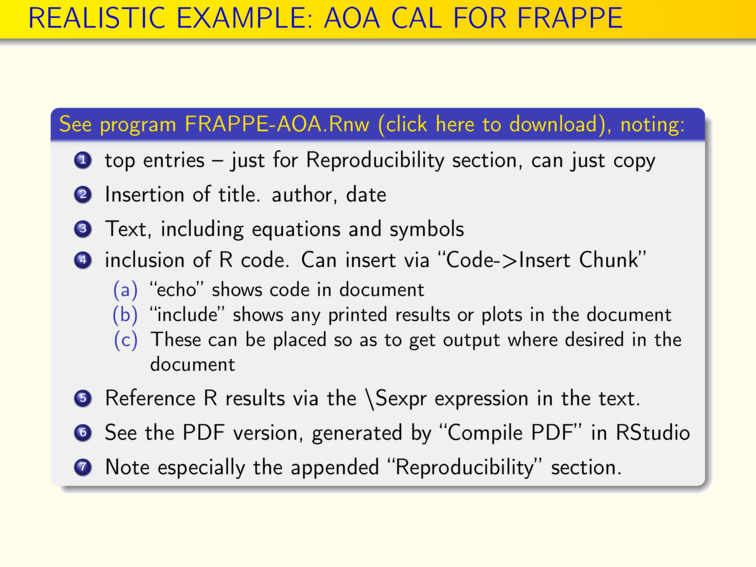 REALISTIC EXAMPLE: AOA CAL FOR FRAPPE
See program FRAPPE-AOA.Rnw (click here to download), noting:
1 top entries – just for Reproducibility section, can just copy
2 Insertion of title. author, date
3 Text, including equations and symbols
4 inclusion of R code. Can insert via “Code->Insert Chunk”
(a) “echo” shows code in document
(b) “include” shows any printed results or plots in the document
(c) These can be placed so as to get output where desired in the
document
5 Reference R results via the \Sexpr expression in the text.
6 See the PDF version, generated by “Compile PDF” in RStudio
7 Note especially the appended “Reproducibility” section.